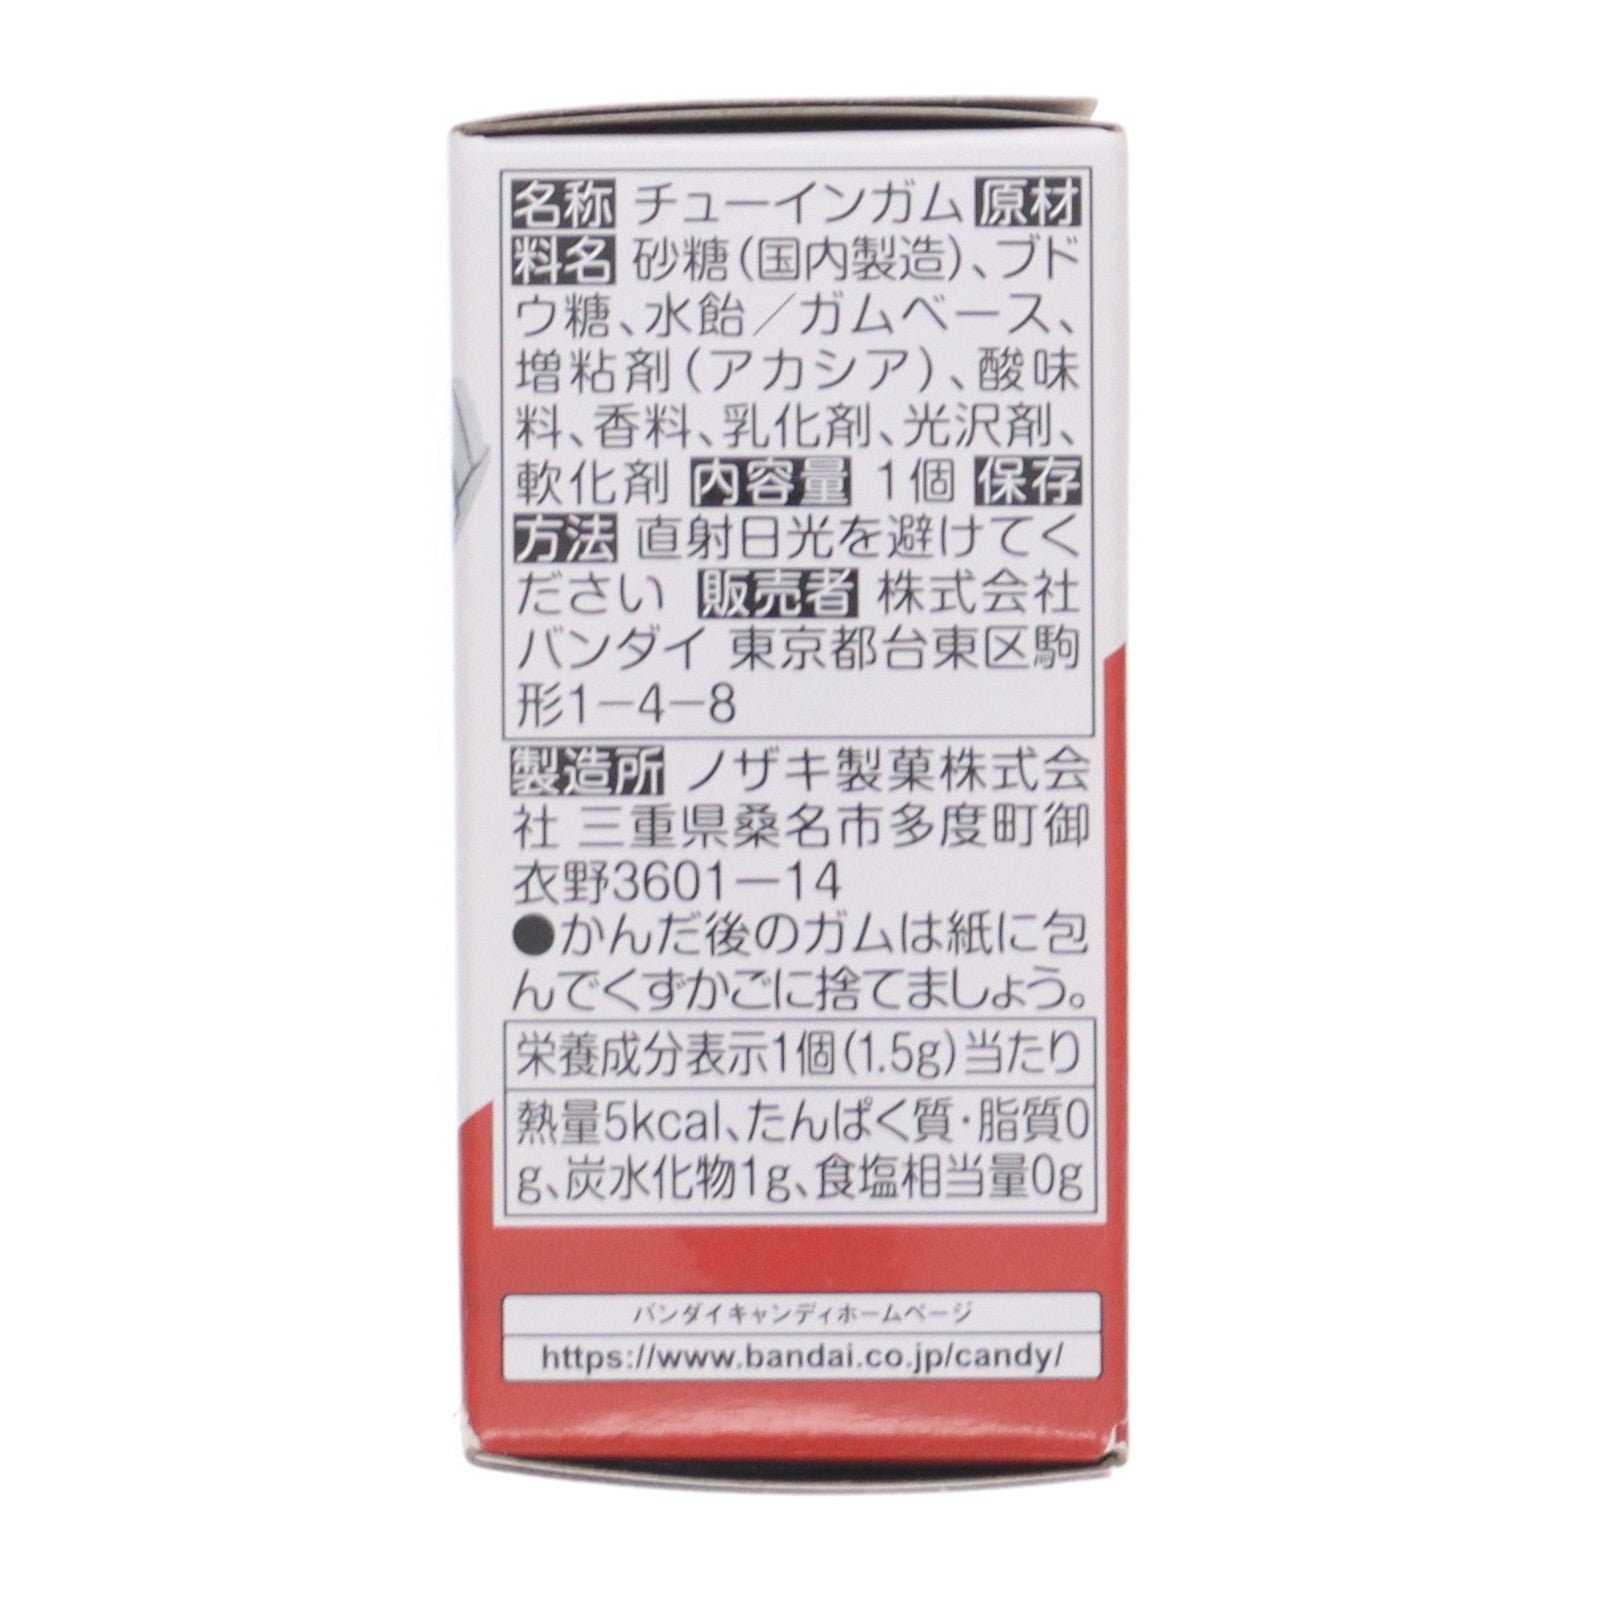 名称 チューインガム 原材
料名 砂糖(国内製造)、ブド
ウ糖、水飴/ガムベース、
増粘剤(アカシア)、酸味
料、香料、乳化剤、光沢剤、
軟化剤 内容量 1個 保存
方法 直射日光を避けてく
ださい 販売者 株式会社
バンダイ 東京都台東区駒
形1-4-8
製造所 ノザキ製菓株式会
社 三重県桑名市多度町御
衣野3601-14
●かんだ後のガムは紙に包
んでくずかごに捨てましょう。
栄養成分表示1個(1.5g)当たり
熱量5kcal、たんぱく質・脂質0
g、炭水化物1g、食塩相当量0g
バンダイキャンディホームページ
https://www.bandai.co.jp/candy/